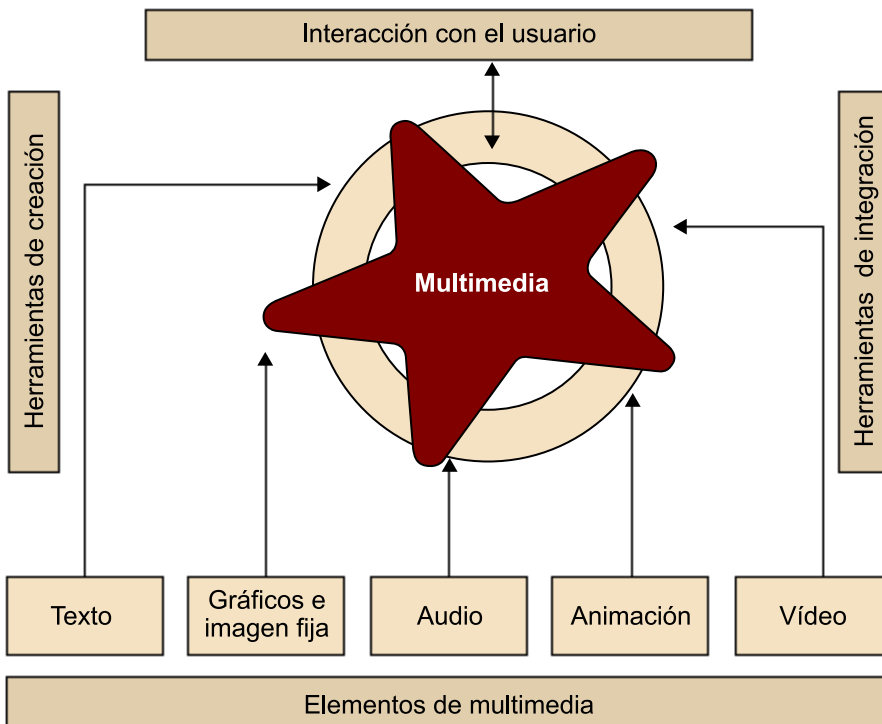 Interacción con el usuario
Herramientas de creación
Herramientas de integración
Multimedia
Texto
Gráficos e
imagen fija
Audio
Animación
Vídeo
Elementos de multimedia